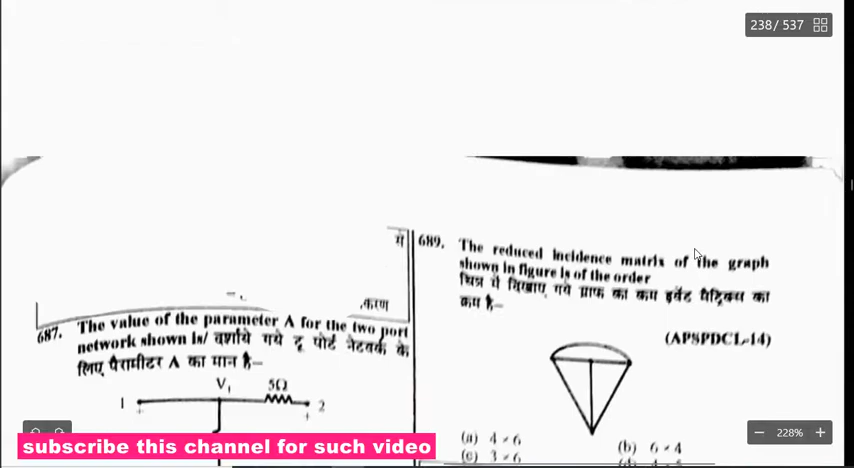 238 / 537
में
करण
687. The value of the parameter A for the two port
network shown is/ दर्शाये गये टू पोर्ट नेटवर्क के
लिए पैरामीटर A का मान है–
V₁
5Ω
1
2
+
+
689. The reduced incidence matrix of the graph
shown in figure is of the order
चित्र में दिखाए गये ग्राफ का कम इंवेंट मैट्रिक्स का
क्रम है–
(APSPDCL-14)
(a) 4 × 6
(b) 6 × 4
(c) 3 × 6
228%
subscribe this channel for such video